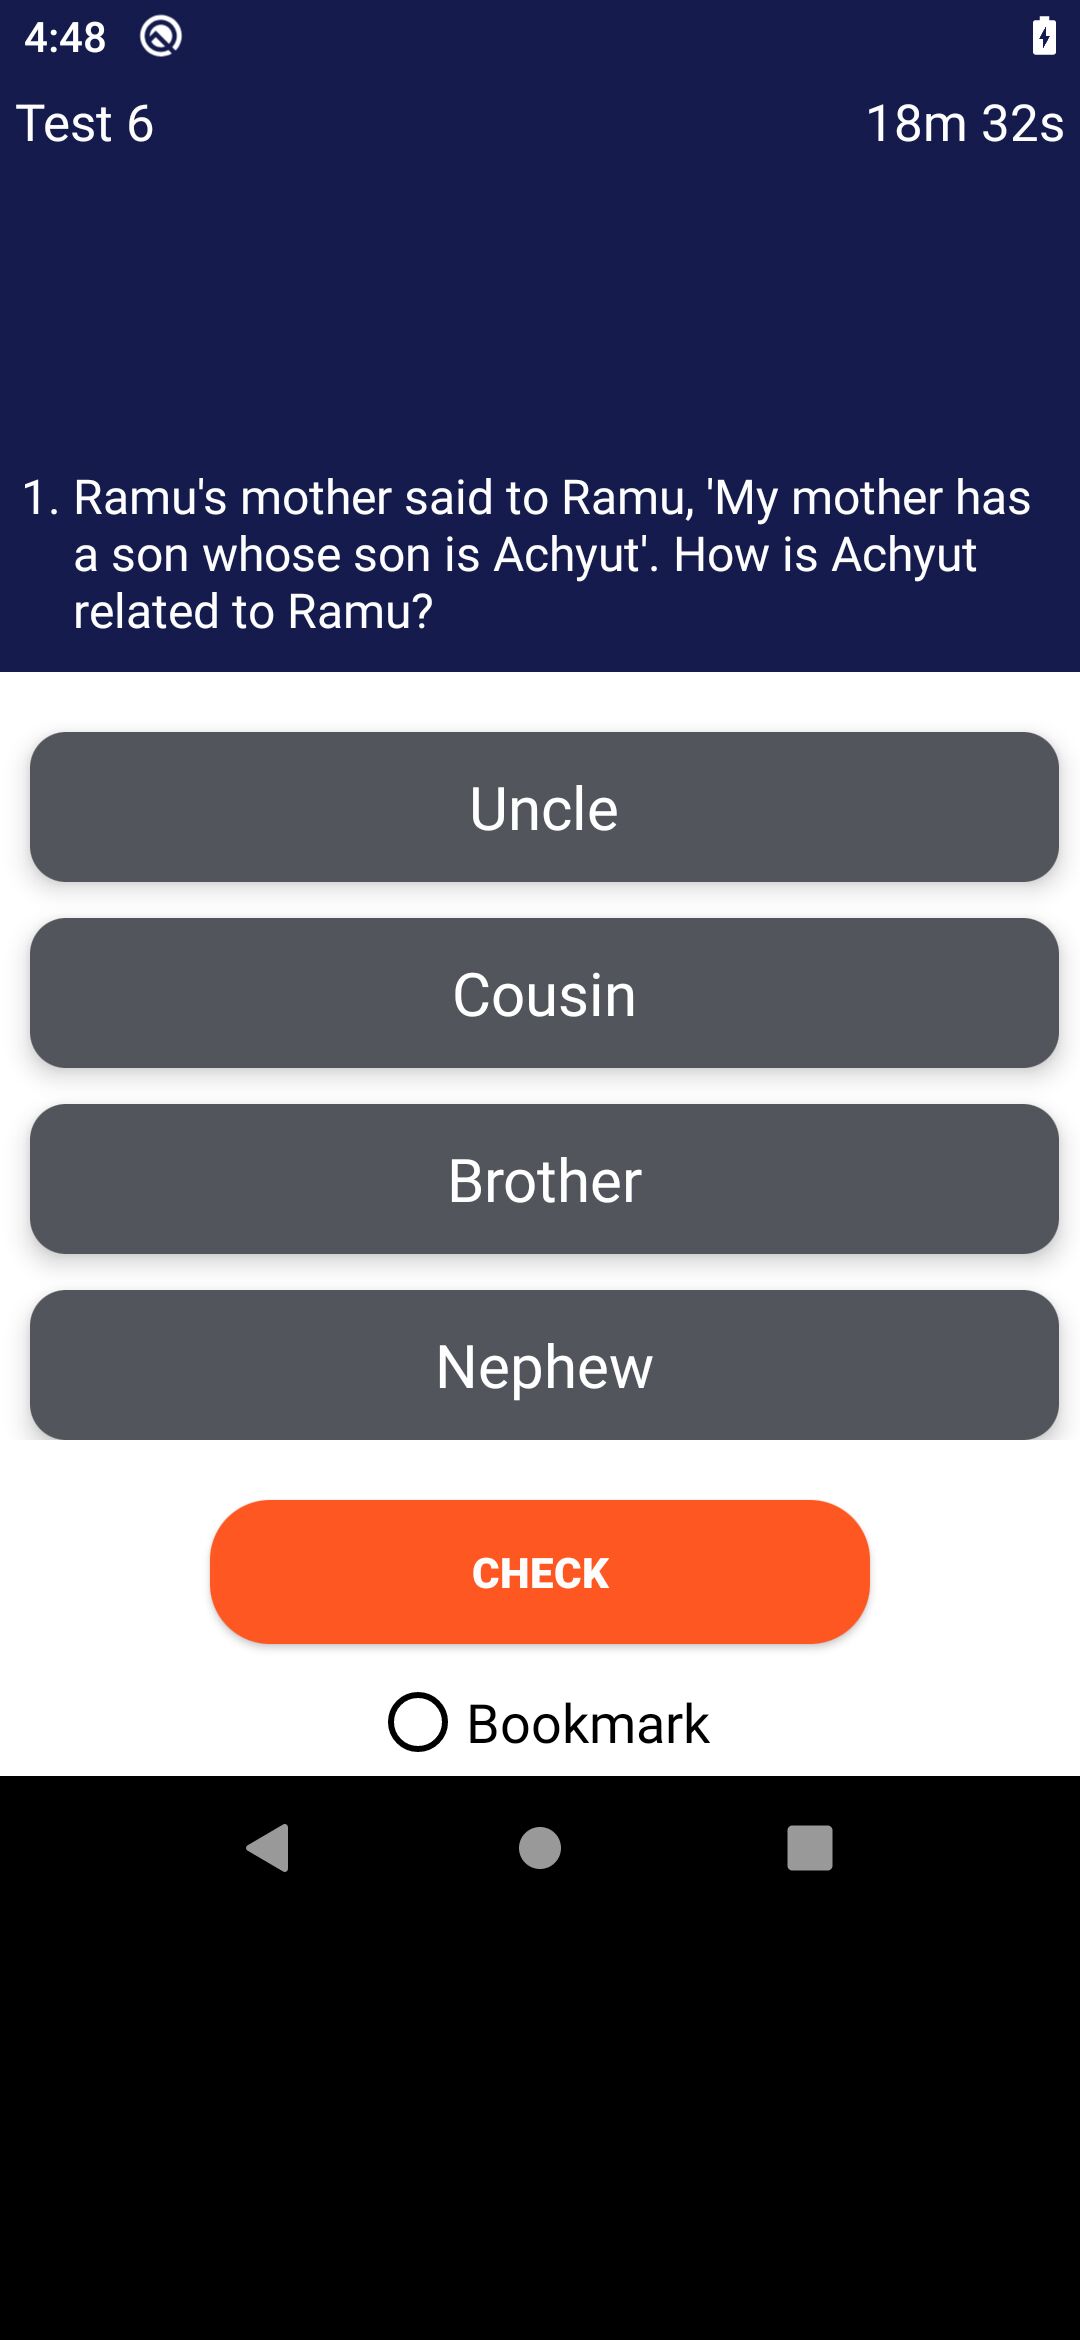 4:48
Test 6
18m 32s
1. Ramu's mother said to Ramu, 'My mother has
a son whose son is Achyut'. How is Achyut
related to Ramu?
Uncle
Cousin
Brother
Nephew
CHECK
Bookmark